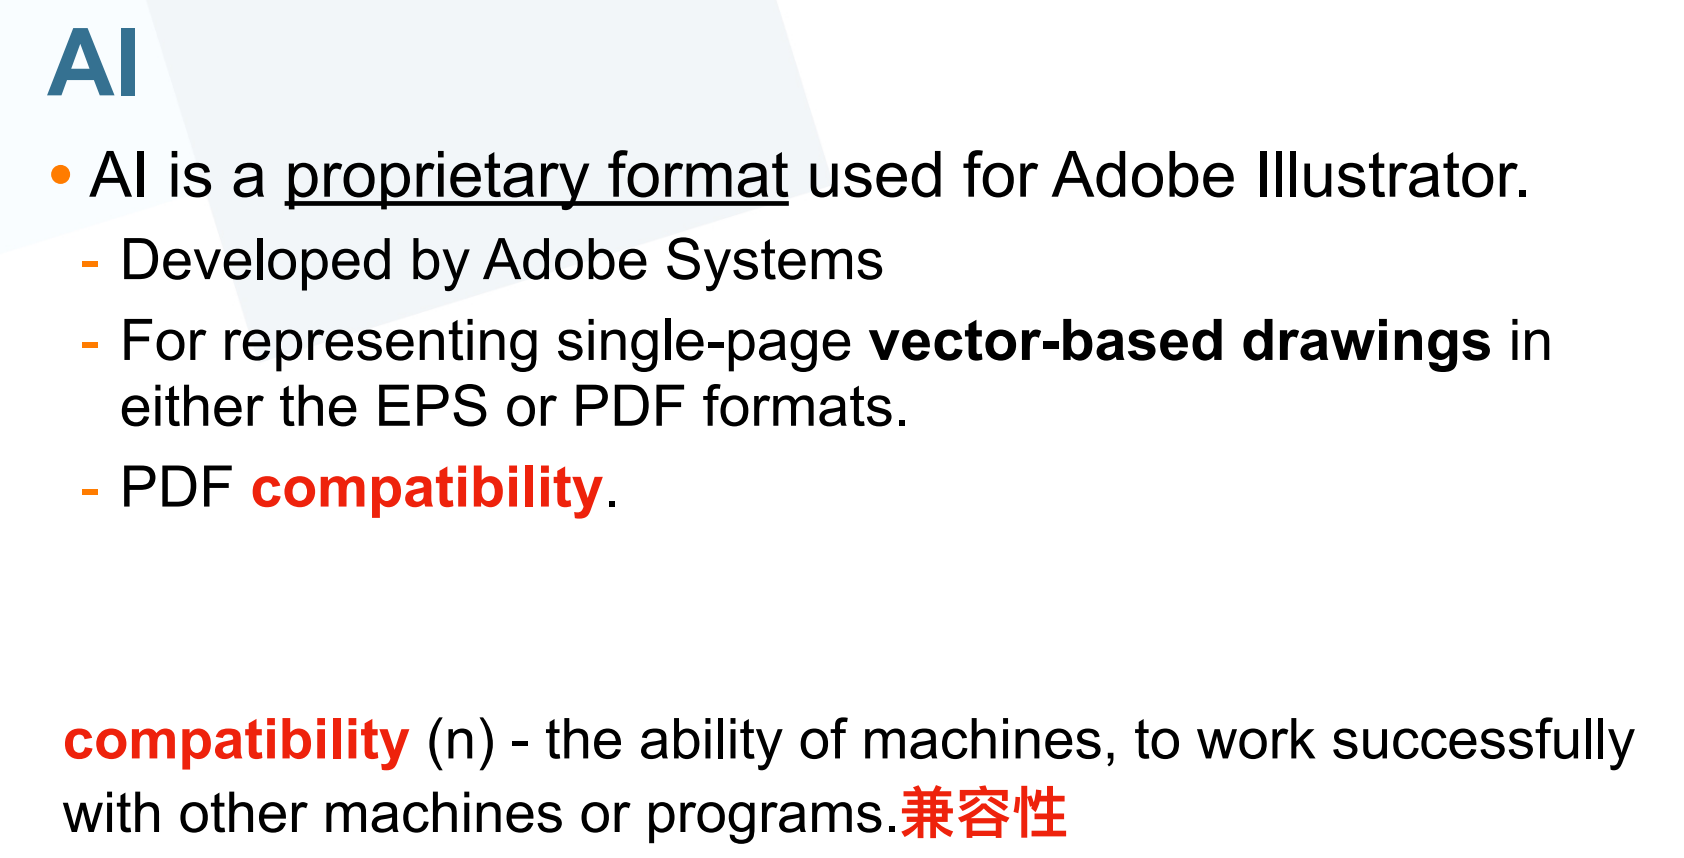 AI
• AI is a proprietary format used for Adobe Illustrator.
- Developed by Adobe Systems
- For representing single-page vector-based drawings in
either the EPS or PDF formats.
- PDF compatibility.
compatibility (n) - the ability of machines, to work successfully
with other machines or programs.兼容性